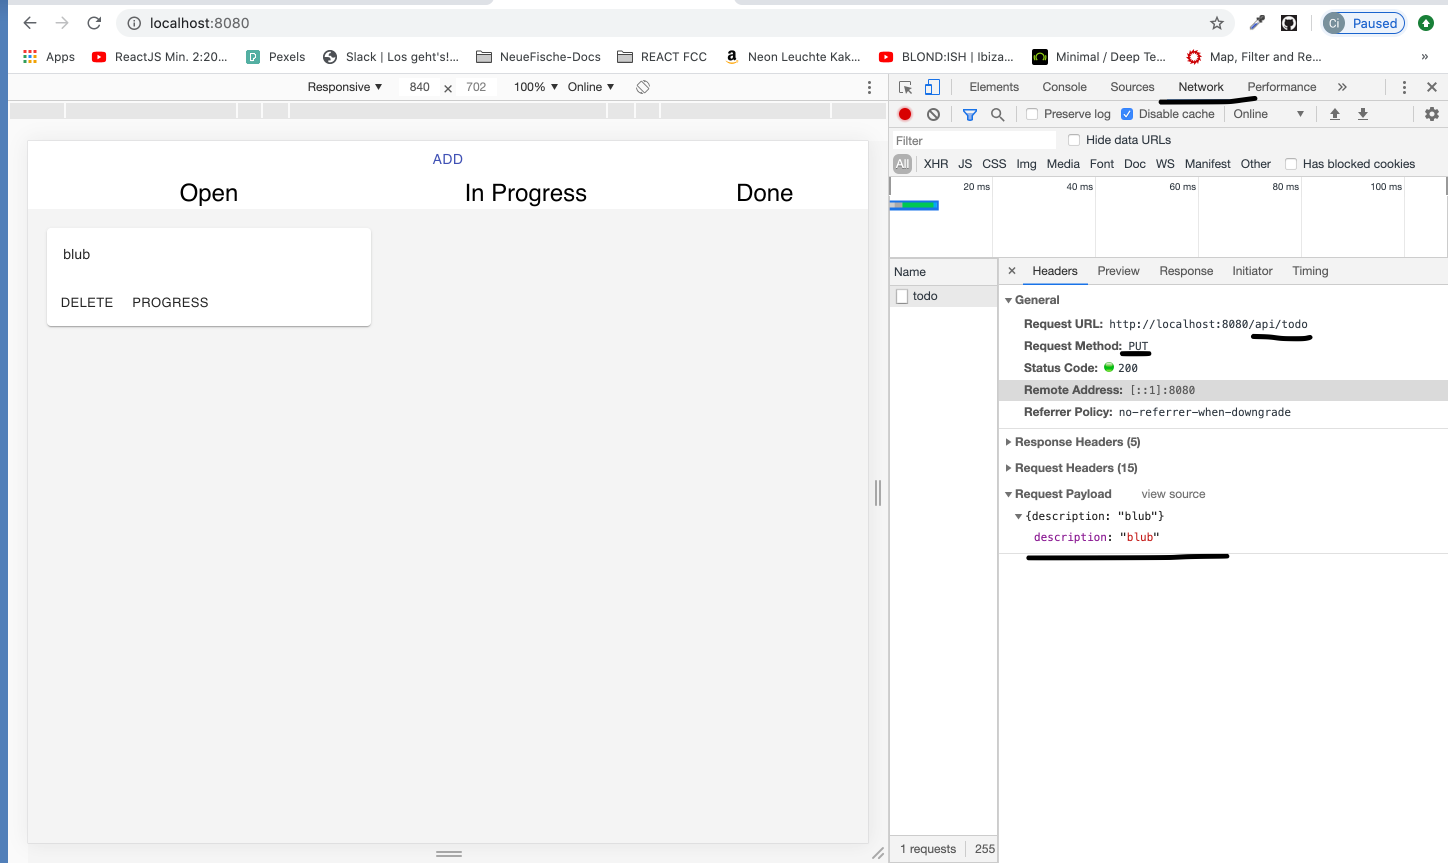 localhost:8080
Ci Paused
Apps ReactJS Min. 2:20... Pexels Slack | Los geht's!... NeueFische-Docs REACT FCC Neon Leuchte Kak... BLOND:ISH | Ibiza... Minimal / Deep Te... Map, Filter and Re... »
Responsive ▼ 840 × 702 100% ▼ Online ▼
Elements Console Sources Network Performance »
Preserve log Disable cache Online ▼
Filter Hide data URLs
All XHR JS CSS Img Media Font Doc WS Manifest Other Has blocked cookies
20 ms 40 ms 60 ms 80 ms 100 ms
ADD
Open In Progress Done
blub
DELETE PROGRESS
Name
todo
1 requests 255
× Headers Preview Response Initiator Timing
General
Request URL: http://localhost:8080/api/todo
Request Method: PUT
Status Code: 200
Remote Address: [::1]:8080
Referrer Policy: no-referrer-when-downgrade
Response Headers (5)
Request Headers (15)
Request Payload view source
{description: "blub"}
description: "blub"